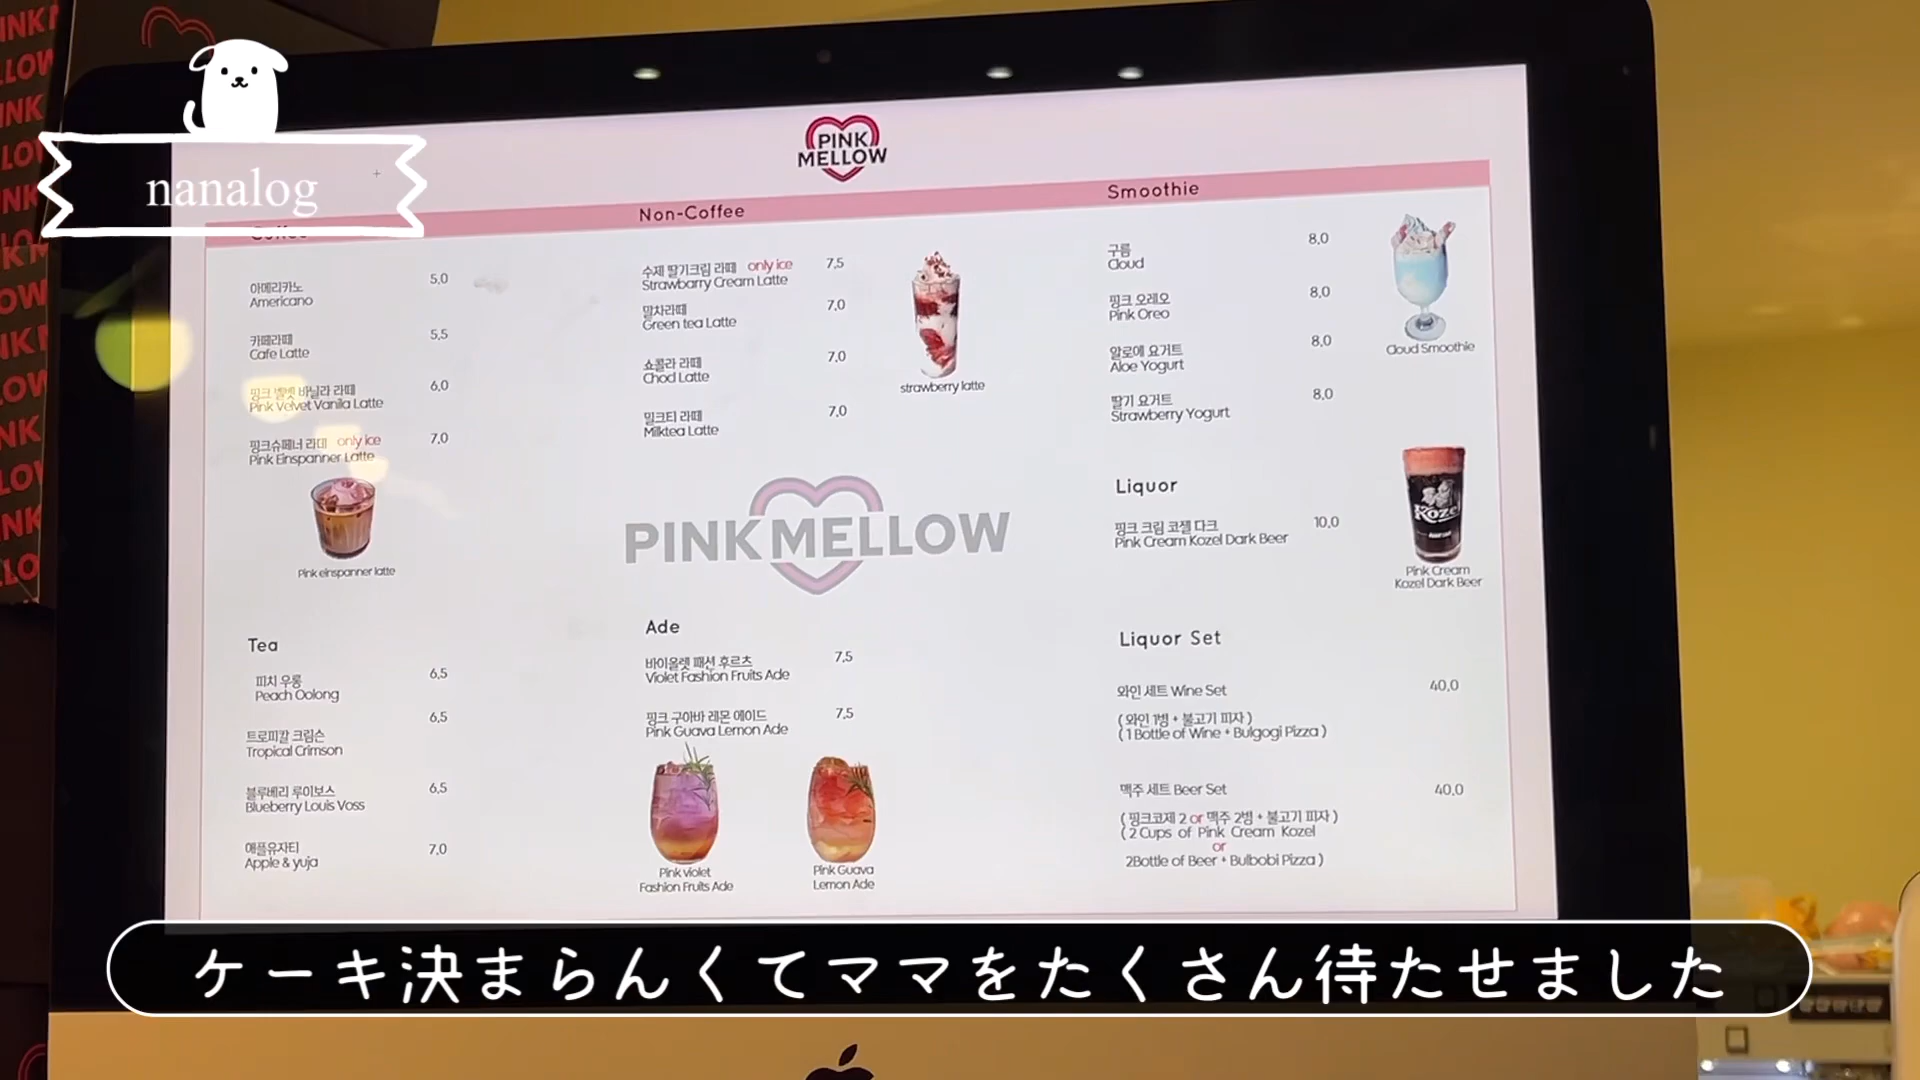 nanalog
PINK
MELLOW
Coffee
Non-Coffee
Smoothie
아메리카노
Americano
5.0
카페라떼
Cafe Latte
5.5
핑크 벨벳 바닐라 라떼
Pink Velvet Vanila Latte
6.0
핑크슈페너 라떼 only ice
Pink Einspanner Latte
7.0
Pink einspanner latte
수제 딸기크림 라떼 only ice
Strawbarry Cream Latte
7.5
말차라떼
Green tea Latte
7.0
쇼콜라 라떼
Chod Latte
7.0
밀크티 라떼
Milktea Latte
7.0
strawberry latte
구름
Cloud
8.0
핑크 오레오
Pink Oreo
8.0
알로에 요거트
Aloe Yogurt
8.0
딸기 요거트
Strawberry Yogurt
8.0
Cloud Smoothie
PINK MELLOW
Liquor
핑크 크림 코젤 다크
Pink Cream Kozel Dark Beer
10.0
Kozel
Pink Cream
Kozel Dark Beer
Tea
피치 우롱
Peach Oolong
6.5
트로피칼 크림슨
Tropical Crimson
6.5
블루베리 루이보스
Blueberry Louis Voss
6.5
애플유자티
Apple & yuja
7.0
Ade
바이올렛 패션 후르츠
Violet Fashion Fruits Ade
7.5
핑크 구아바 레몬 에이드
Pink Guava Lemon Ade
7.5
Pink violet
Fashion Fruits Ade
Pink Guava
Lemon Ade
Liquor Set
와인 세트 Wine Set
40.0
( 와인 1병 + 불고기 피자 )
( 1 Bottle of Wine + Bulgogi Pizza )
맥주 세트 Beer Set
40.0
( 핑크코제 2 or 맥주 2병 + 불고기 피자 )
( 2 Cups of Pink Cream Kozel
or
2Bottle of Beer + Bulbobi Pizza )
ケーキ決まらんくてママをたくさん待たせました